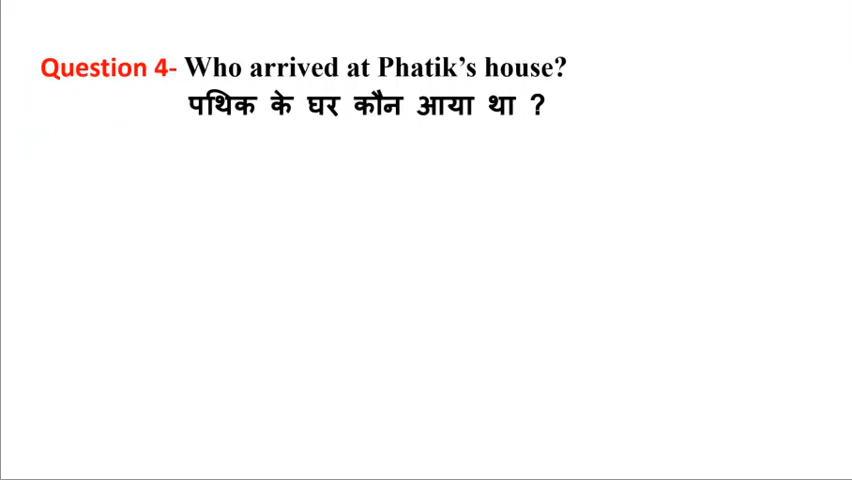 Question 4- Who arrived at Phatik’s house?
पथिक के घर कौन आया था ?